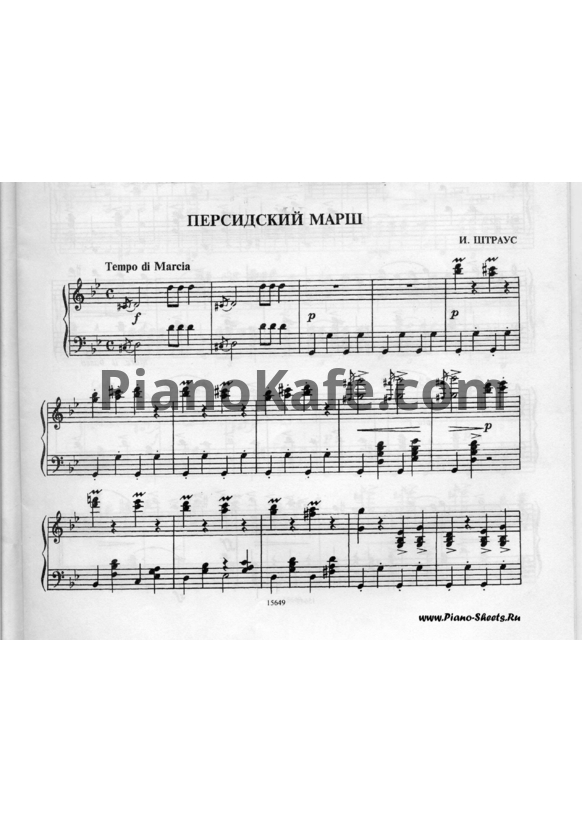 ПЕРСИДСКИЙ МАРШ
И. ШТРАУС
Tempo di Marcia
f
p
p
PianoKafe.com
p
15649
www.Piano-Sheets.Ru